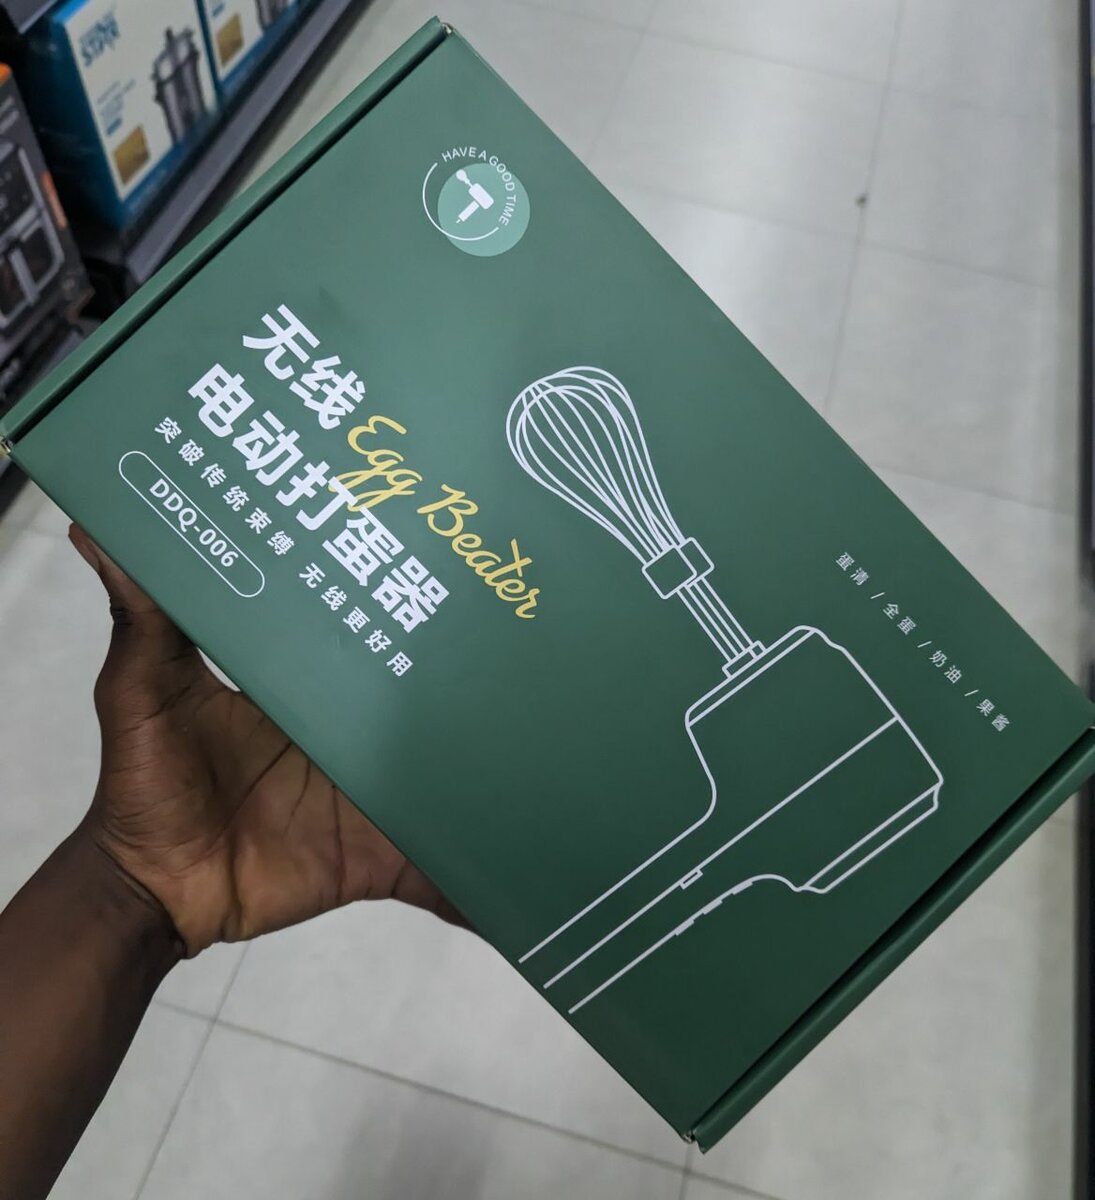 HAVE A GOOD TIME
无线
电动打蛋器
Egg Beater
突破传统束缚 无线更好用
DDQ-006
蛋清 / 全蛋 / 奶油 / 果酱
STAR